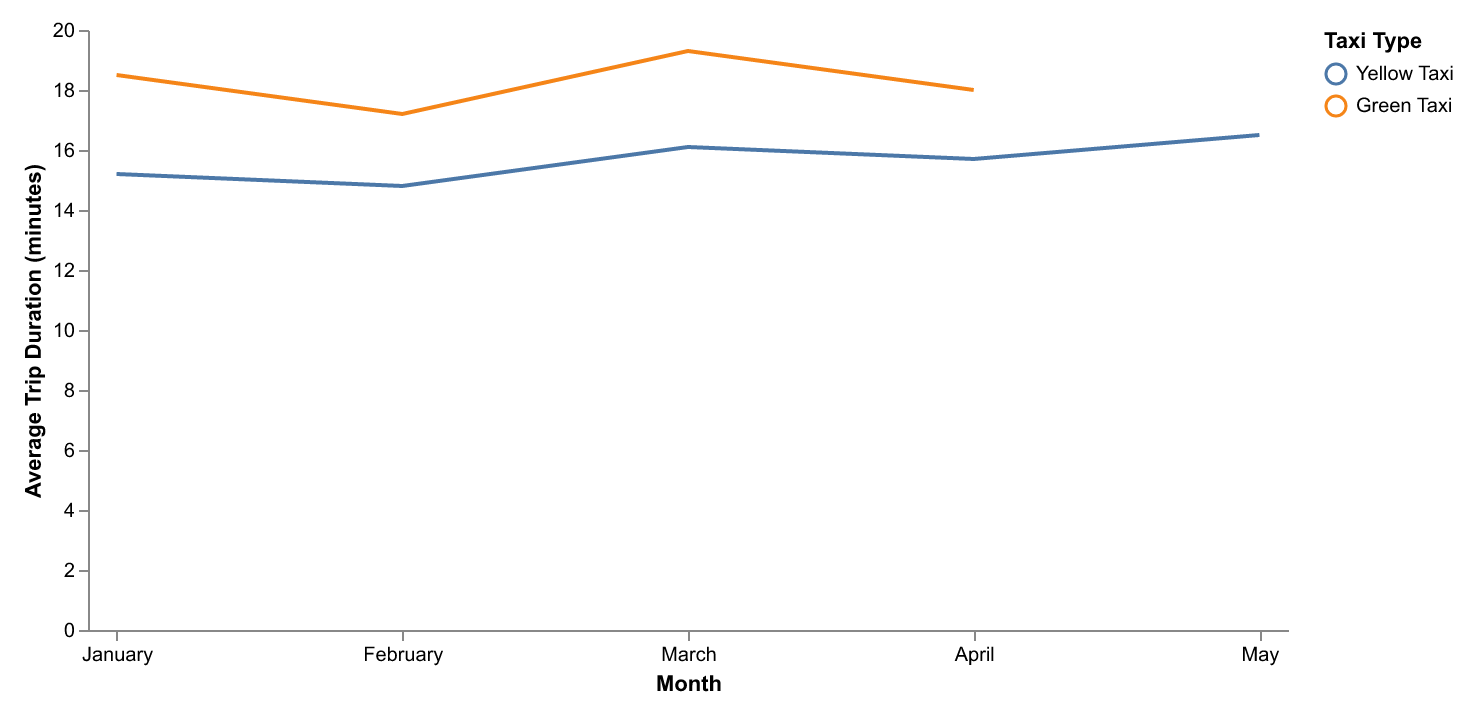 20
18
16
14
12
10
8
6
4
2
0
Average Trip Duration (minutes)
January February March April May
Month
Taxi Type
Yellow Taxi
Green Taxi